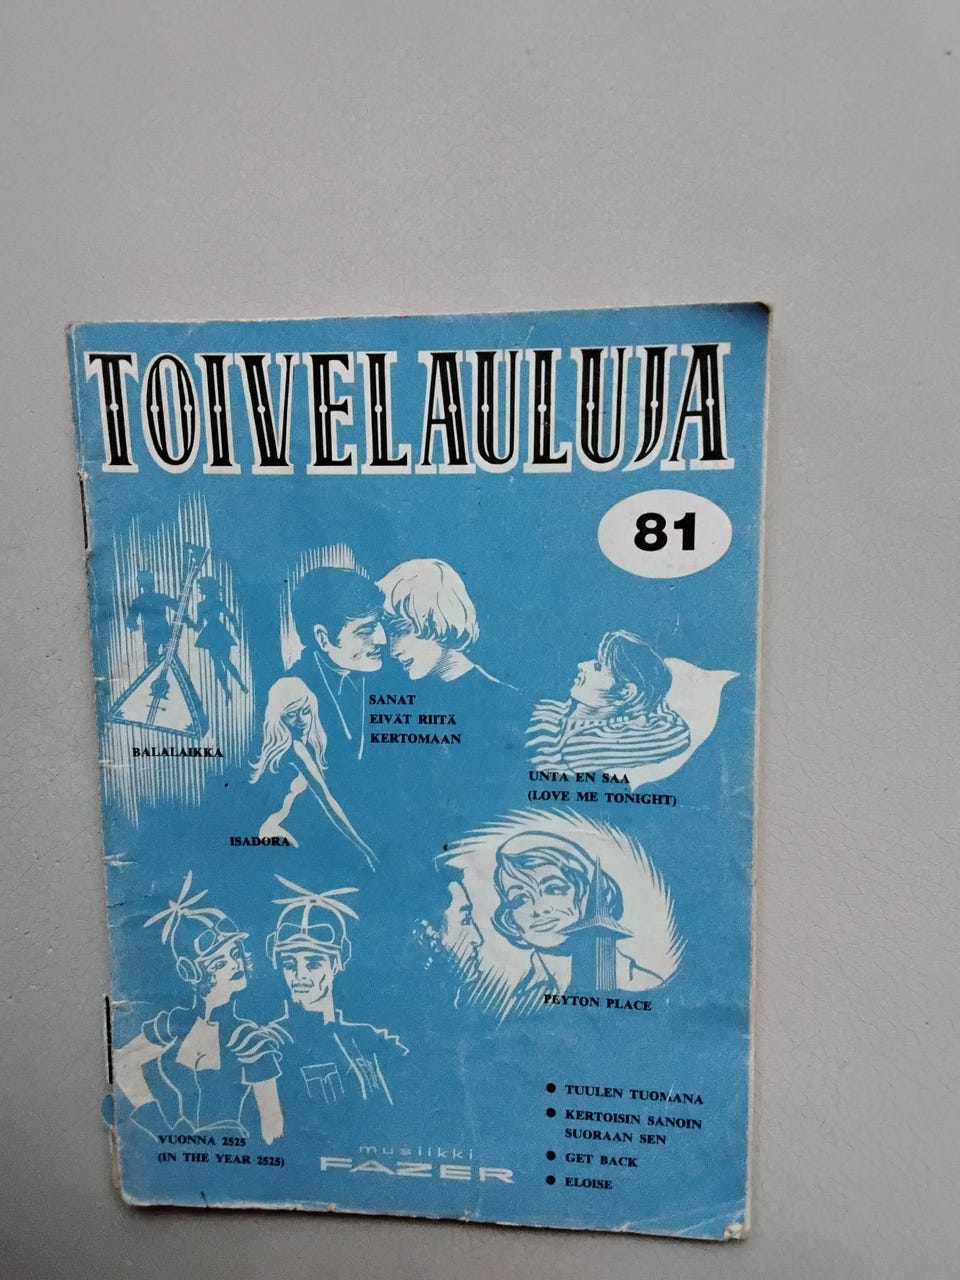 TOIVELAULUJA
81
BALALAIKKA
SANAT
EIVÄT RIITÄ
KERTOMAAN
UNTA EN SAA
(LOVE ME TONIGHT)
ISADORA
PEYTON PLACE
VUONNA 2525
(IN THE YEAR 2525)
musiikki
FAZER
● TUULEN TUOMANA
● KERTOISIN SANOIN
SUORAAN SEN
● GET BACK
● ELOISE